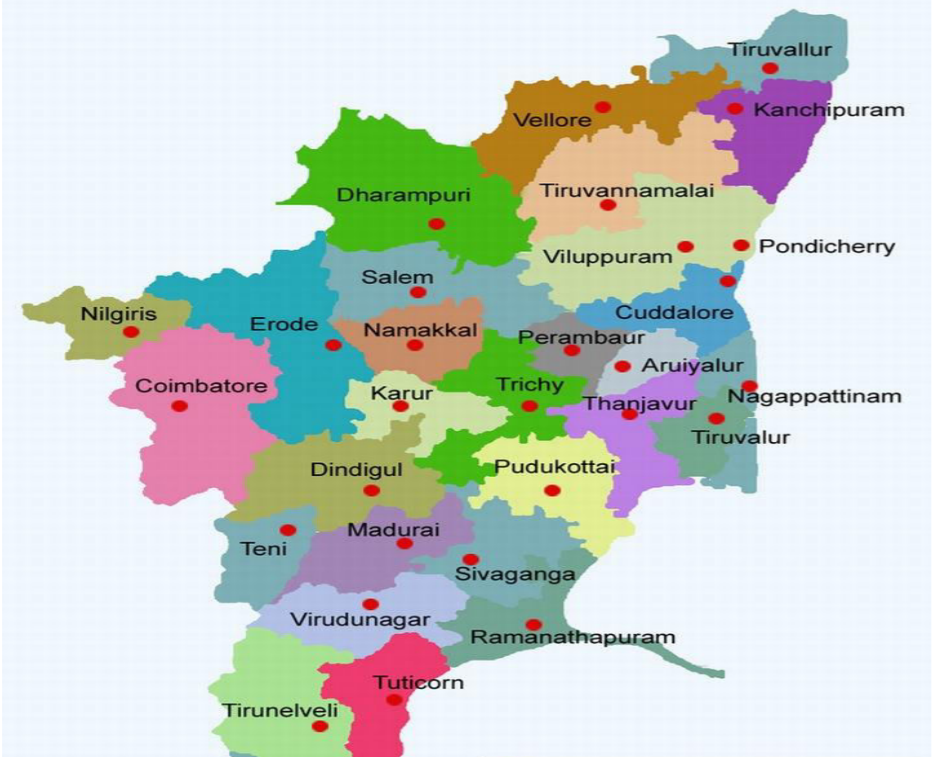 Tiruvallur
Kanchipuram
Vellore
Tiruvannamalai
Dharampuri
Viluppuram
Pondicherry
Salem
Cuddalore
Nilgiris
Erode
Namakkal
Perambaur
Aruiyalur
Coimbatore
Karur
Trichy
Thanjavur
Nagappattinam
Tiruvalur
Dindigul
Pudukottai
Madurai
Teni
Sivaganga
Virudunagar
Ramanathapuram
Tuticorn
Tirunelveli